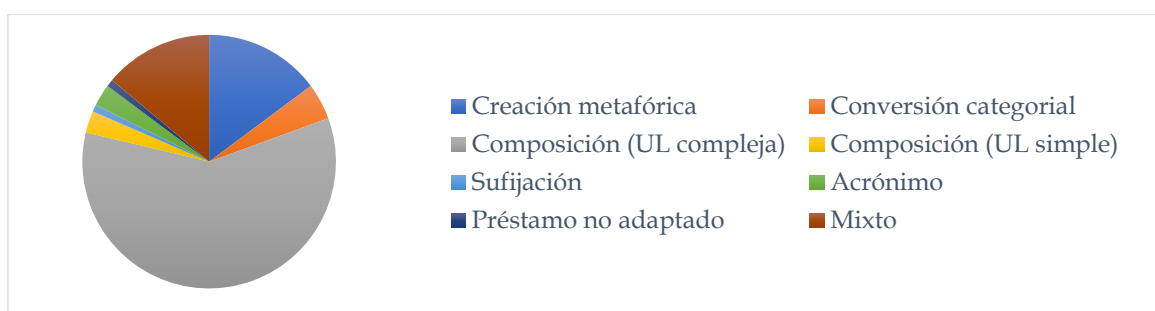 Creación metafórica Conversión categorial
Composición (UL compleja) Composición (UL simple)
Sufijación Acrónimo
Préstamo no adaptado Mixto